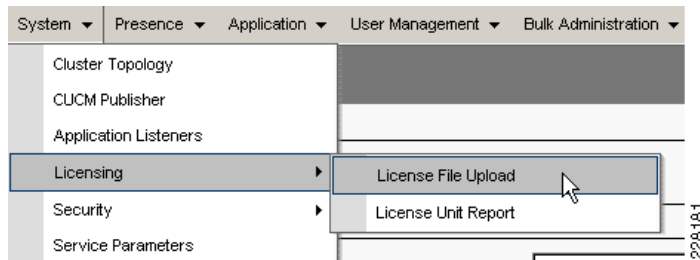 System Presence Application User Management Bulk Administration
Cluster Topology
CUCM Publisher
Application Listeners
Licensing
License File Upload
Security
License Unit Report
Service Parameters
228181